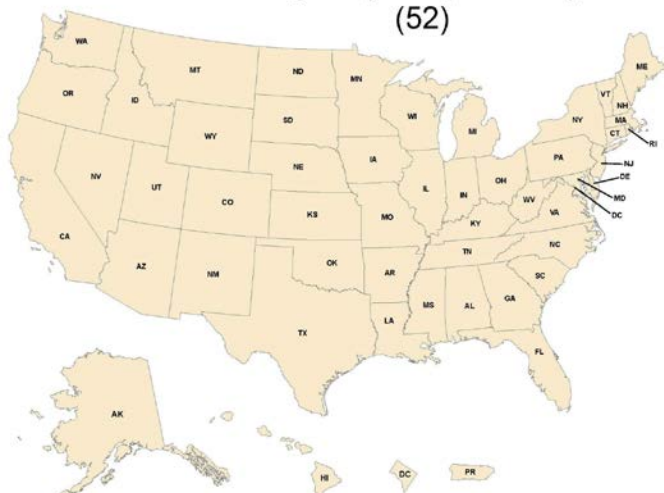 (52)
WA
MT
ND
MN
ME
OR
ID
SD
WI
VT
NH
NY
MA
CT
RI
WY
MI
IA
PA
NJ
NE
DE
NV
UT
CO
IL
IN
OH
WV
MD
DC
VA
KS
MO
KY
CA
NC
TN
AZ
NM
OK
AR
SC
MS
AL
GA
LA
TX
FL
AK
HI
DC
PR